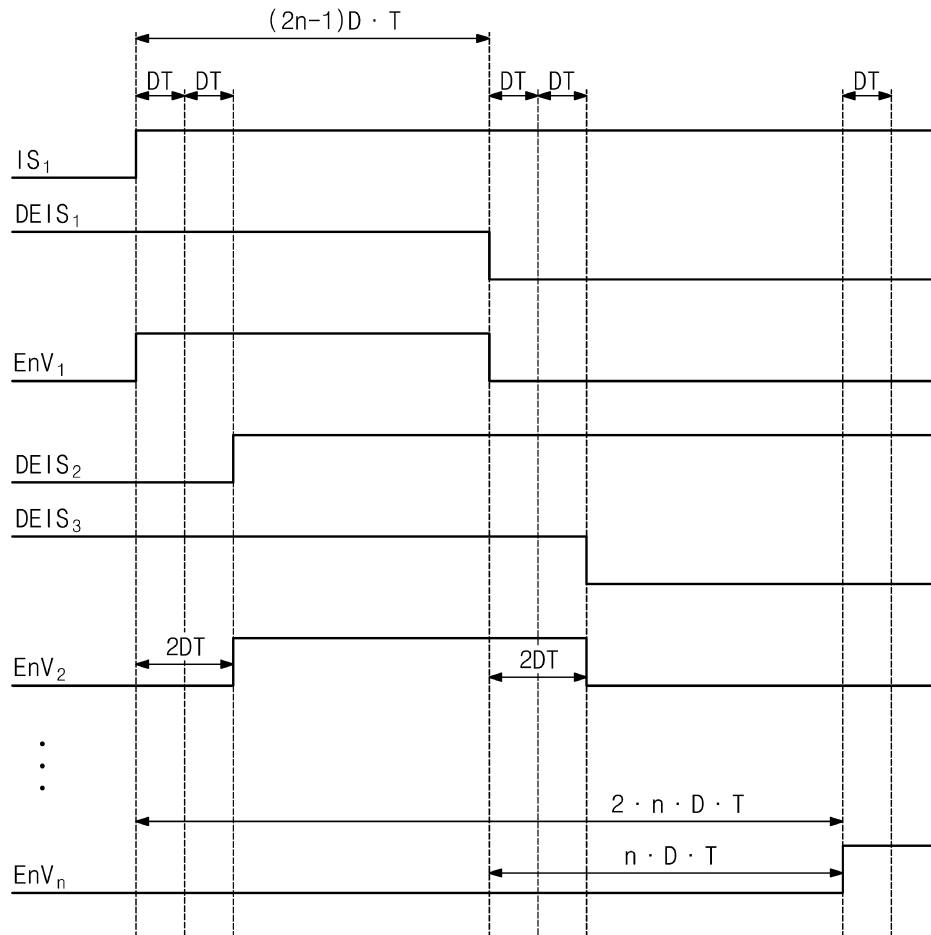 (2n-1)D · T
DT DT DT DT DT
IS₁
DEIS₁
EnV₁
DEIS₂
DEIS₃
2DT 2DT
EnV₂
2 · n · D · T
n · D · T
EnVₙ